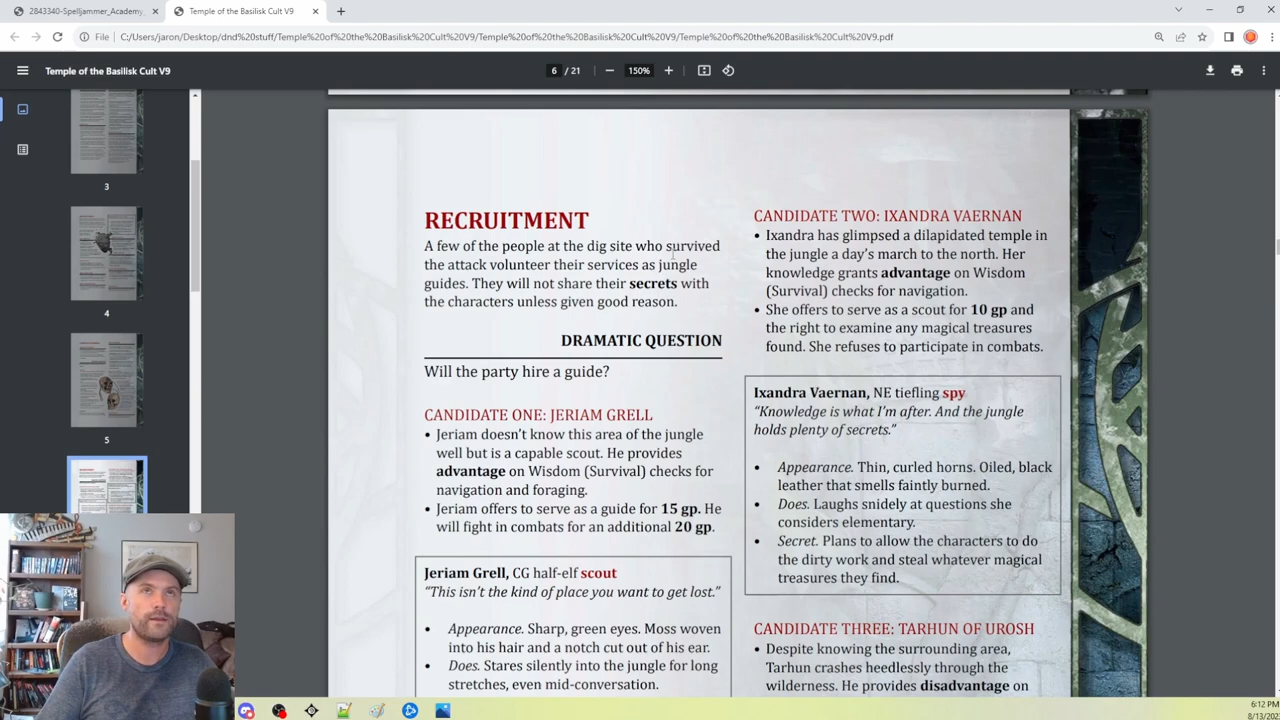 2843340-Spelljammer_Academy_
Temple of the Basilisk Cult V9
File
C:/Users/jaron/Desktop/dnd%20stuff/Temple%20of%20the%20Basilisk%20Cult%20V9/Temple%20of%20the%20Basilisk%20Cult%20V9/Temple%20of%20the%20Basilisk%20Cult%20V9.pdf
Temple of the Basilisk Cult V9
6 / 21
150%
3
4
5
RECRUITMENT
A few of the people at the dig site who survived
the attack volunteer their services as jungle
guides. They will not share their secrets with
the characters unless given good reason.
DRAMATIC QUESTION
Will the party hire a guide?
CANDIDATE ONE: JERIAM GRELL
• Jeriam doesn't know this area of the jungle
well but is a capable scout. He provides
advantage on Wisdom (Survival) checks for
navigation and foraging.
• Jeriam offers to serve as a guide for 15 gp. He
will fight in combats for an additional 20 gp.
Jeriam Grell, CG half-elf scout
"This isn't the kind of place you want to get lost."
• Appearance. Sharp, green eyes. Moss woven
into his hair and a notch cut out of his ear.
• Does. Stares silently into the jungle for long
stretches, even mid-conversation.
CANDIDATE TWO: IXANDRA VAERNAN
• Ixandra has glimpsed a dilapidated temple in
the jungle a day's march to the north. Her
knowledge grants advantage on Wisdom
(Survival) checks for navigation.
• She offers to serve as a scout for 10 gp and
the right to examine any magical treasures
found. She refuses to participate in combats.
Ixandra Vaernan, NE tiefling spy
"Knowledge is what I'm after. And the jungle
holds plenty of secrets."
• Appearance. Thin, curled horns. Oiled, black
leather that smells faintly burned.
• Does. Laughs snidely at questions she
considers elementary.
• Secret. Plans to allow the characters to do
the dirty work and steal whatever magical
treasures they find.
CANDIDATE THREE: TARHUN OF UROSH
• Despite knowing the surrounding area,
Tarhun crashes heedlessly through the
wilderness. He provides disadvantage on
6:12 PM
8/13/202